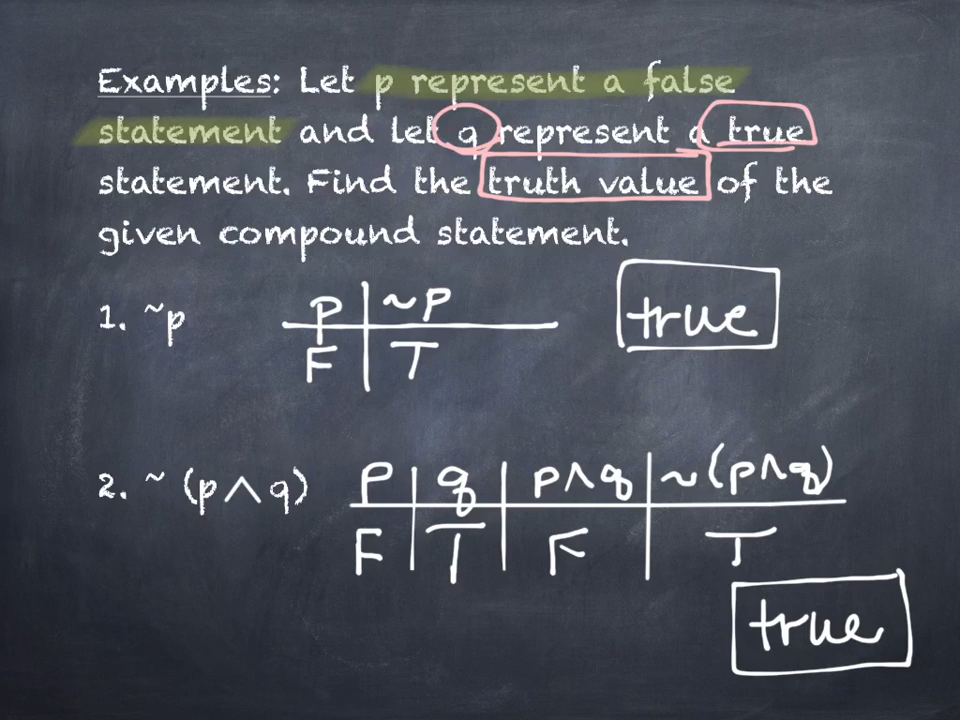 Examples: Let p represent a false
statement and let q represent a true
statement. Find the truth value of the
given compound statement.
1. ~p
p ~p
F T
true
2. ~ (p ∧ q)
p q p∧q ~(p∧q)
F T F T
true